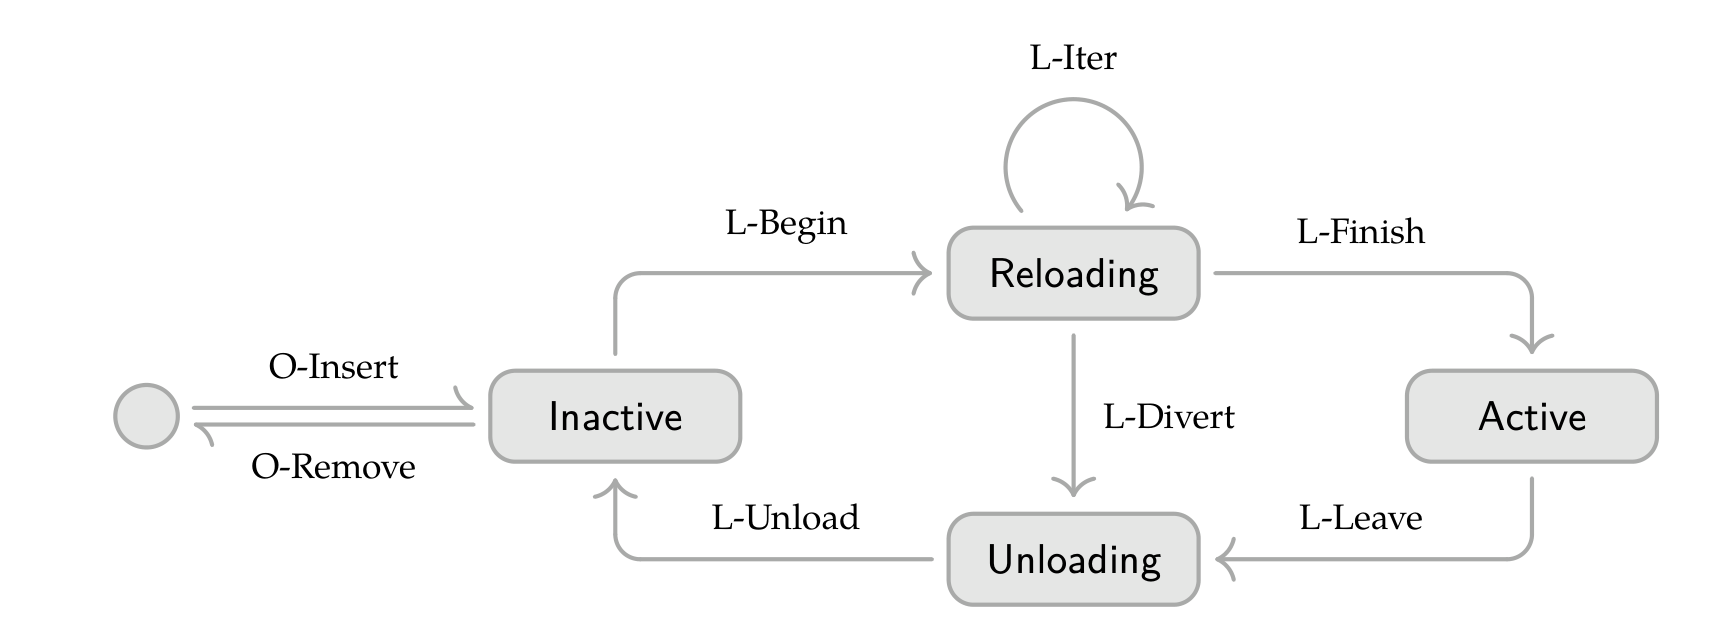 L-Iter
L-Begin
L-Finish
Reloading
O-Insert
Inactive
L-Divert
Active
O-Remove
L-Unload
L-Leave
Unloading